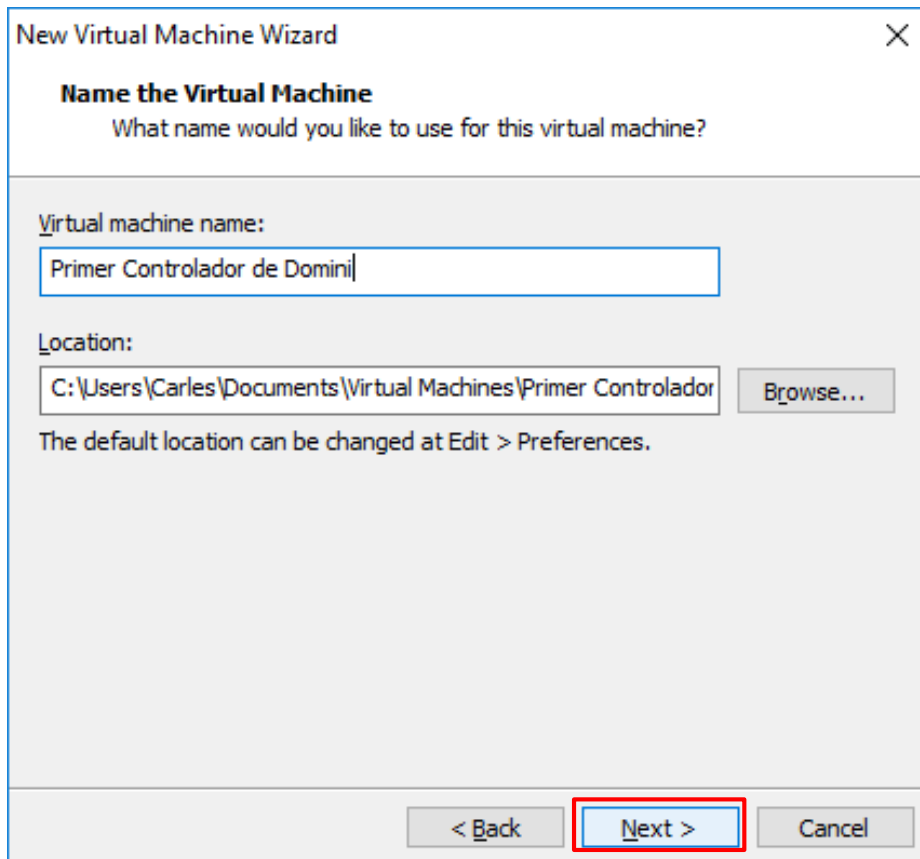 New Virtual Machine Wizard
Name the Virtual Machine
What name would you like to use for this virtual machine?
Virtual machine name:
Primer Controlador de Domini
Location:
C:\Users\Carles\Documents\Virtual Machines\Primer Controlador
Browse...
The default location can be changed at Edit > Preferences.
< Back
Next >
Cancel